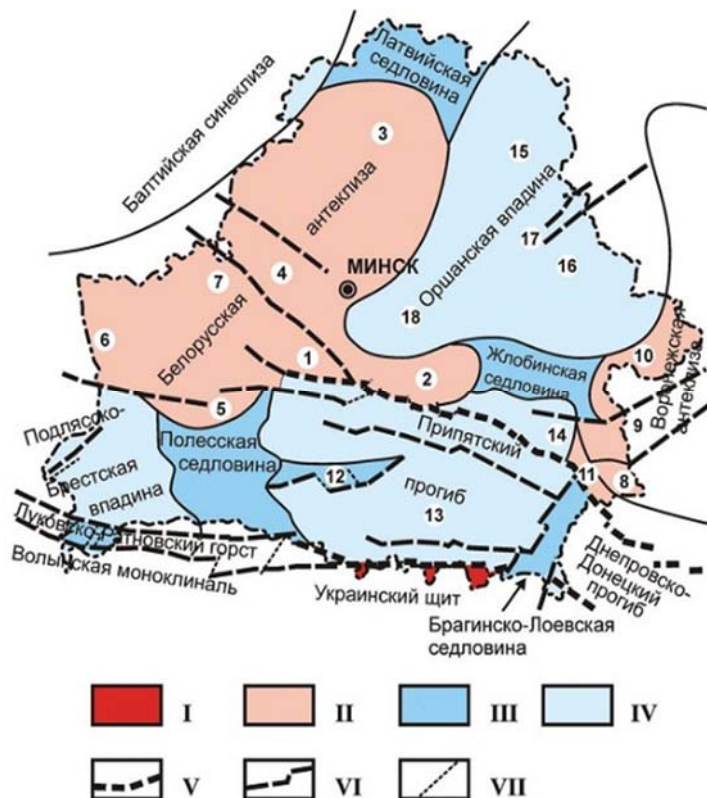 Латвийская
седловина
Балтийская синеклиза
3
15
антеклиза
Оршанская впадина
17
16
7
4
МИНСК
18
6
Белорусская
1
2
Жлобинская
седловина
10
Воронежская
антеклиза
9
5
Подлясско-
Брестская
впадина
Полесская
седловина
Припятский
прогиб
14
12
13
11
8
Луковско-Ратновский горст
Волынская моноклиналь
Украинский щит
Днепровско-
Донецкий
прогиб
Брагинско-Лоевская
седловина
I
II
III
IV
V
VI
VII